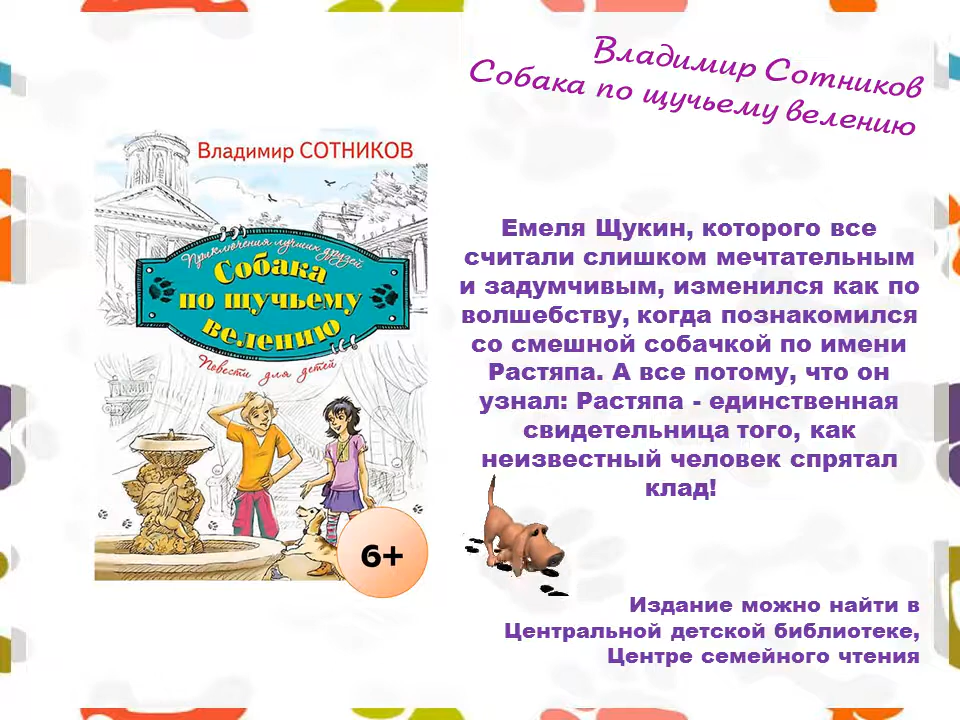 Владимир Сотников
Собака по щучьему велению
Владимир СОТНИКОВ
Приключения лучших друзей
Собака
по щучьему
велению
Повести для детей
6+
Емеля Щукин, которого все
считали слишком мечтательным
и задумчивым, изменился как по
волшебству, когда познакомился
со смешной собачкой по имени
Растяпа. А все потому, что он
узнал: Растяпа - единственная
свидетельница того, как
неизвестный человек спрятал
клад!
Издание можно найти в
Центральной детской библиотеке,
Центре семейного чтения